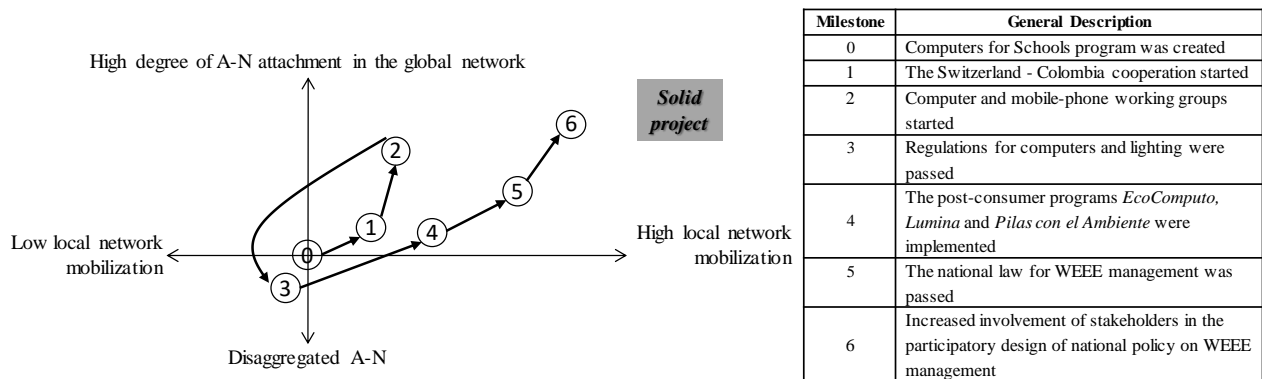 High degree of A-N attachment in the global network
Solid
project
6
2
5
1
4
0
3
Low local network
mobilization
High local network
mobilization
Disaggregated A-N
Milestone General Description
0 Computers for Schools program was created
1 The Switzerland - Colombia cooperation started
2 Computer and mobile-phone working groups
started
3 Regulations for computers and lighting were
passed
4 The post-consumer programs EcoComputo,
Lumina and Pilas con el Ambiente were
implemented
5 The national law for WEEE management was
passed
6 Increased involvement of stakeholders in the
participatory design of national policy on WEEE
management